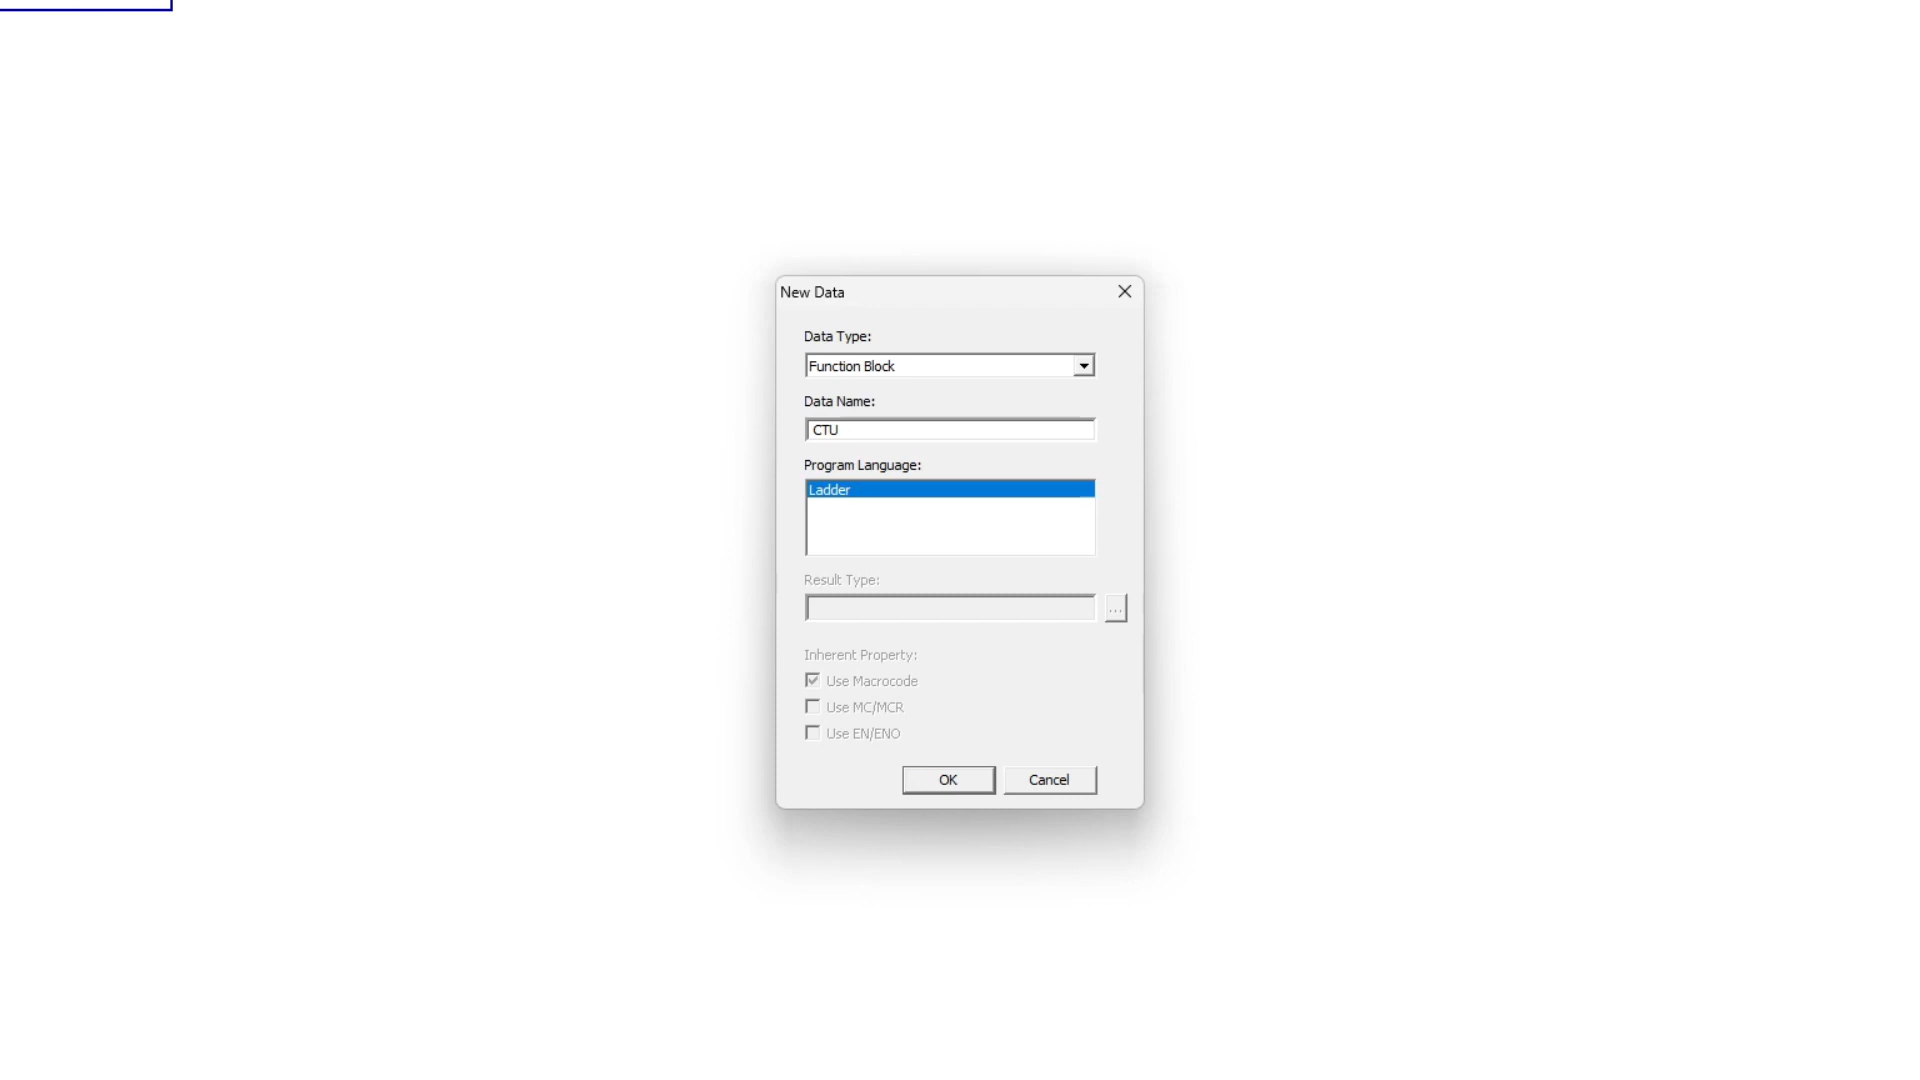 New Data
Data Type:
Function Block
Data Name:
CTU
Program Language:
Ladder
Result Type:
...
Inherent Property:
Use Macrocode
Use MC/MCR
Use EN/ENO
OK Cancel